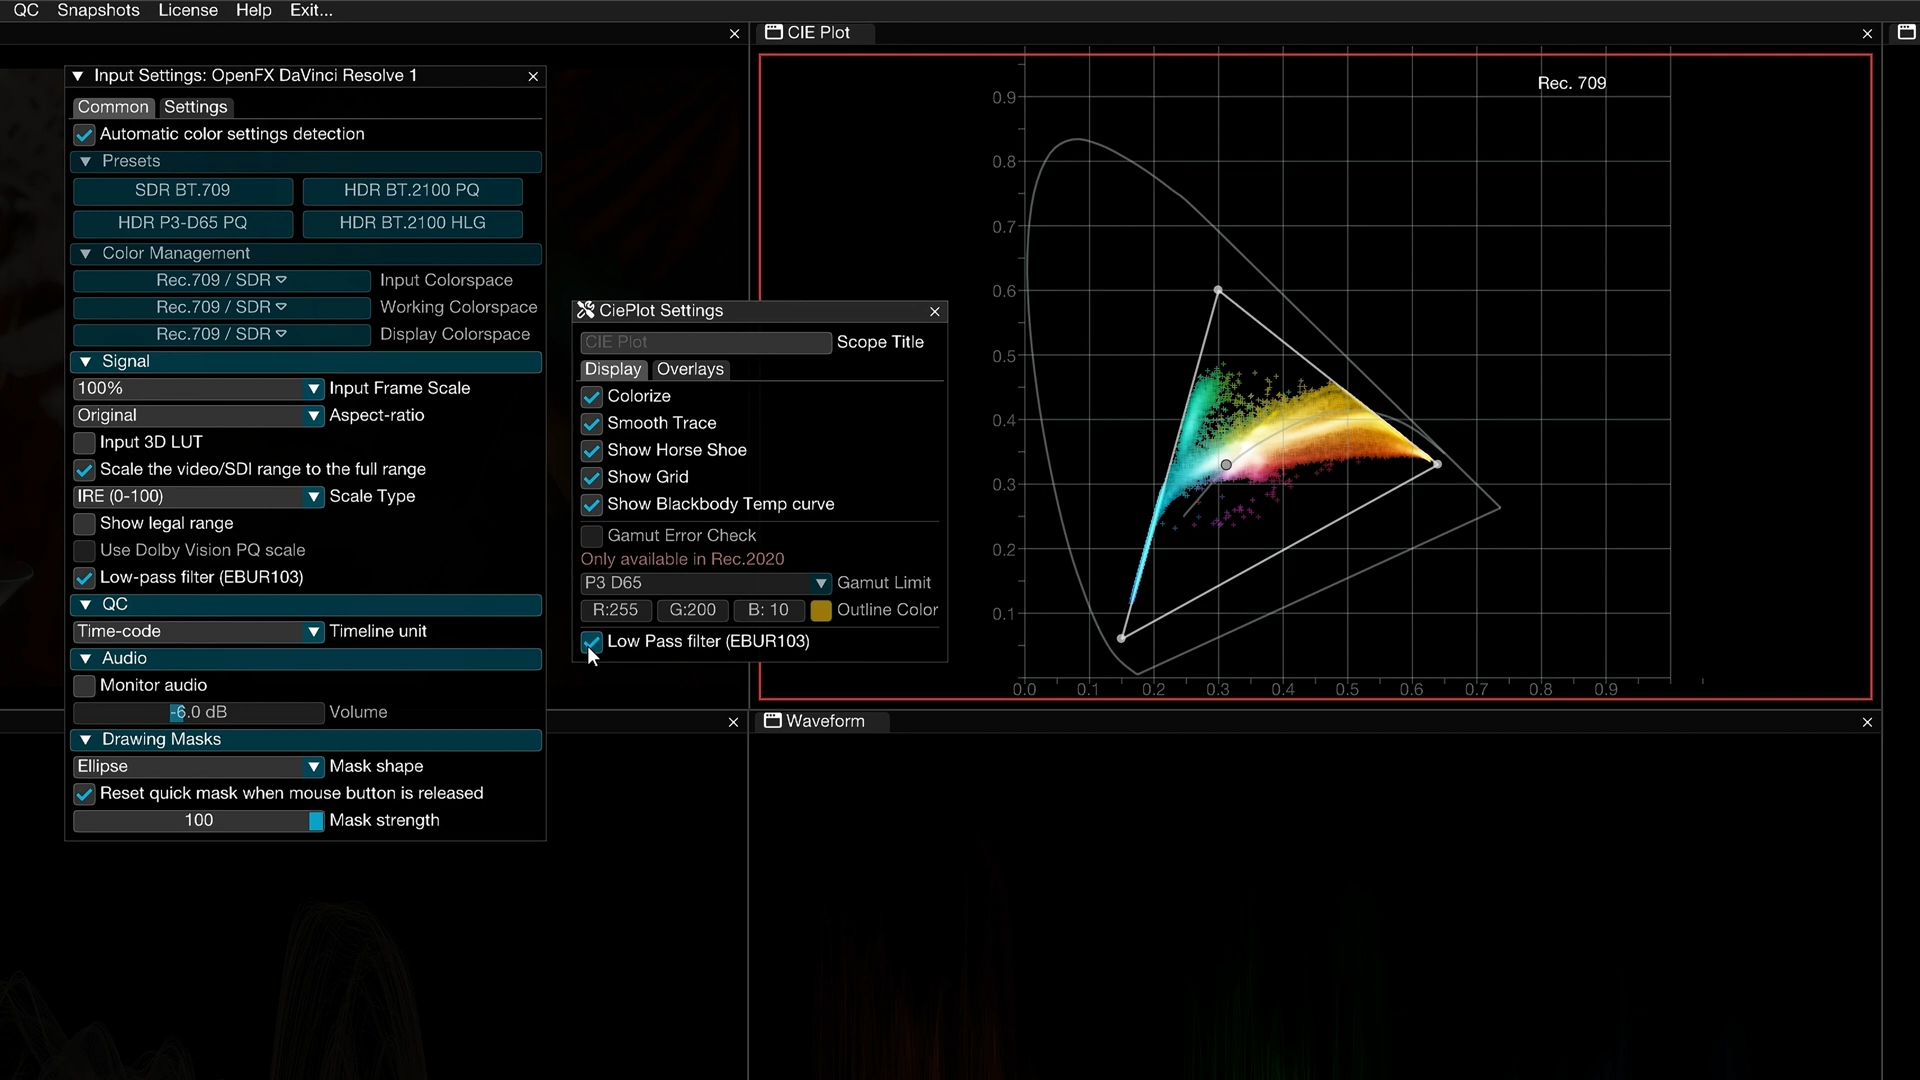 QC Snapshots License Help Exit...
CIE Plot
Input Settings: OpenFX DaVinci Resolve 1
Common Settings
Automatic color settings detection
Presets
SDR BT.709 HDR BT.2100 PQ
HDR P3-D65 PQ HDR BT.2100 HLG
Color Management
Rec.709 / SDR Input Colorspace
Rec.709 / SDR Working Colorspace
Rec.709 / SDR Display Colorspace
Signal
100% Input Frame Scale
Original Aspect-ratio
Input 3D LUT
Scale the video/SDI range to the full range
IRE (0-100) Scale Type
Show legal range
Use Dolby Vision PQ scale
Low-pass filter (EBUR103)
QC
Time-code Timeline unit
Audio
Monitor audio
-6.0 dB Volume
Drawing Masks
Ellipse Mask shape
Reset quick mask when mouse button is released
100 Mask strength
CiePlot Settings
CIE Plot Scope Title
Display Overlays
Colorize
Smooth Trace
Show Horse Shoe
Show Grid
Show Blackbody Temp curve
Gamut Error Check
Only available in Rec.2020
P3 D65 Gamut Limit
R:255 G:200 B: 10 Outline Color
Low Pass filter (EBUR103)
Rec. 709
0.9
0.8
0.7
0.6
0.5
0.4
0.3
0.2
0.1
0.0 0.1 0.2 0.3 0.4 0.5 0.6 0.7 0.8 0.9
Waveform